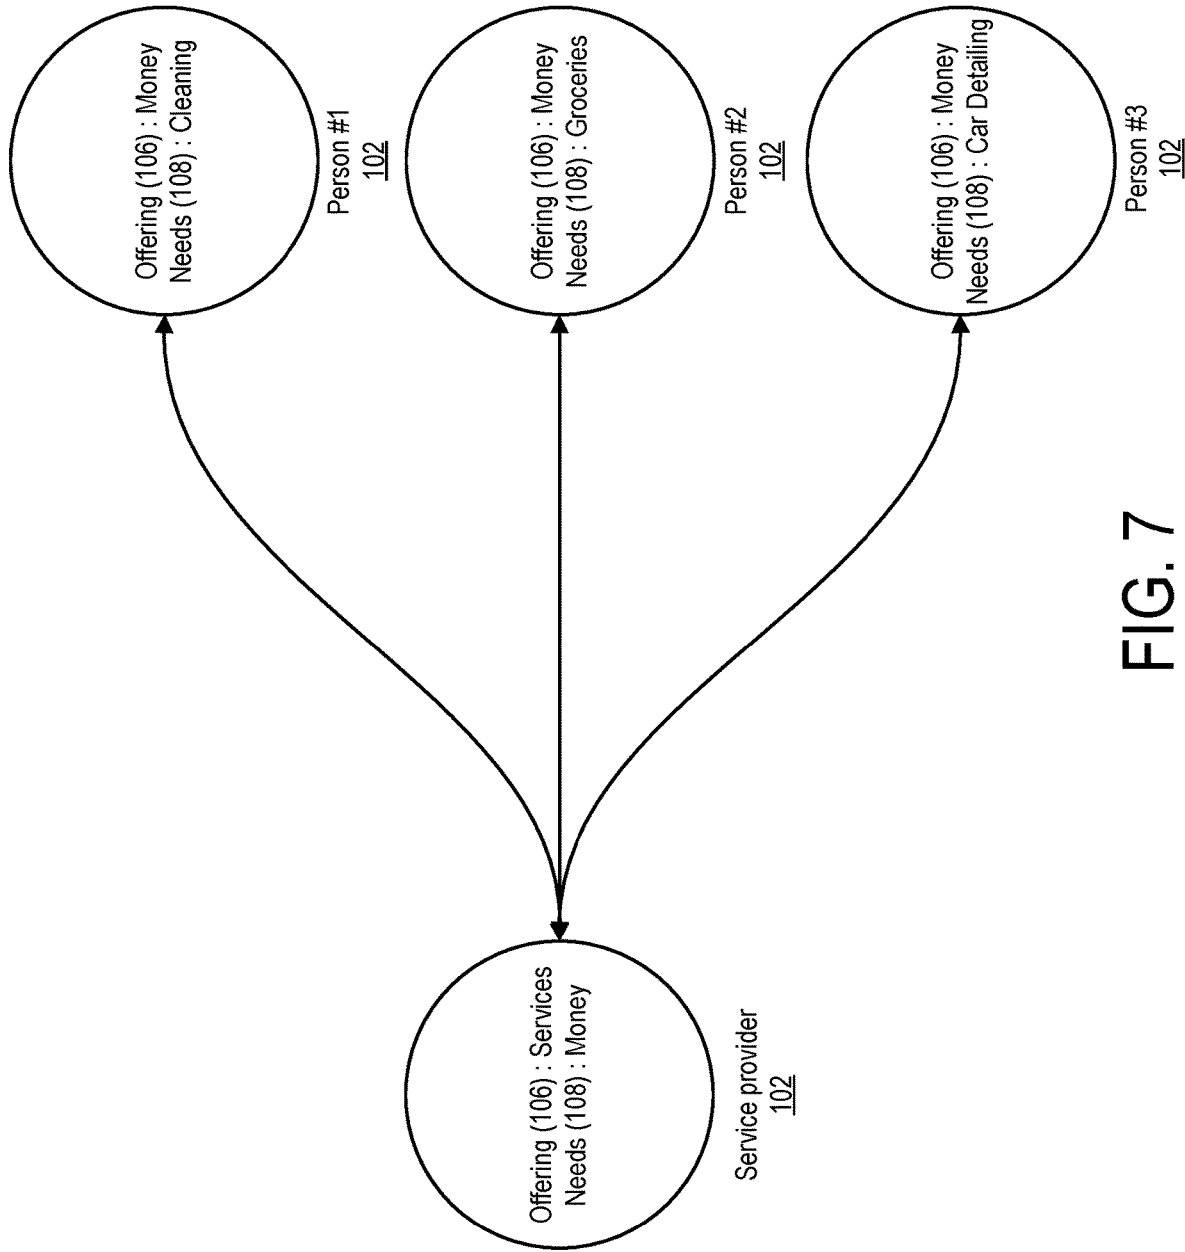 Offering (106) : Services
Needs (108) : Money
Service provider
102
Offering (106) : Money
Needs (108) : Cleaning
Person #1
102
Offering (106) : Money
Needs (108) : Groceries
Person #2
102
Offering (106) : Money
Needs (108) : Car Detailing
Person #3
102
FIG. 7